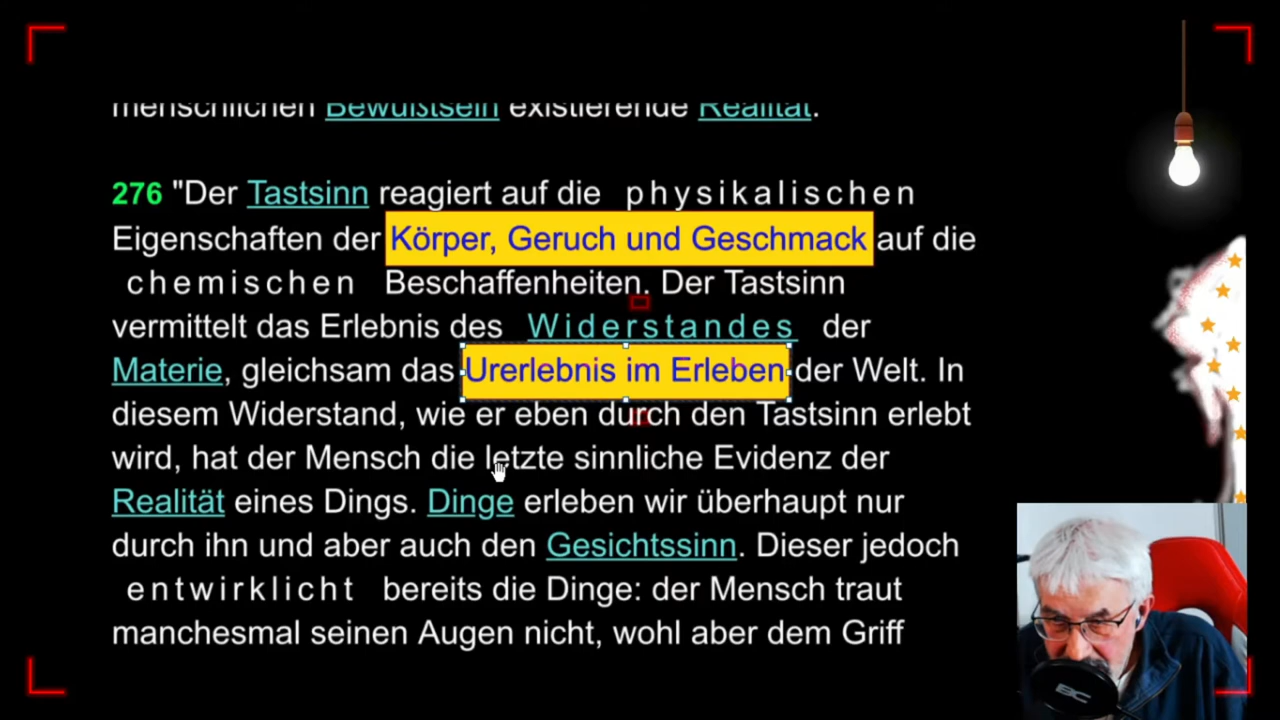 menschlichen Bewußtsein existierende Realität.
276 "Der Tastsinn reagiert auf die physikalischen
Eigenschaften der Körper, Geruch und Geschmack auf die
chemischen Beschaffenheiten. Der Tastsinn
vermittelt das Erlebnis des Widerstandes der
Materie, gleichsam das Urerlebnis im Erleben der Welt. In
diesem Widerstand, wie er eben durch den Tastsinn erlebt
wird, hat der Mensch die letzte sinnliche Evidenz der
Realität eines Dings. Dinge erleben wir überhaupt nur
durch ihn und aber auch den Gesichtssinn. Dieser jedoch
entwirklicht bereits die Dinge: der Mensch traut
manchesmal seinen Augen nicht, wohl aber dem Griff